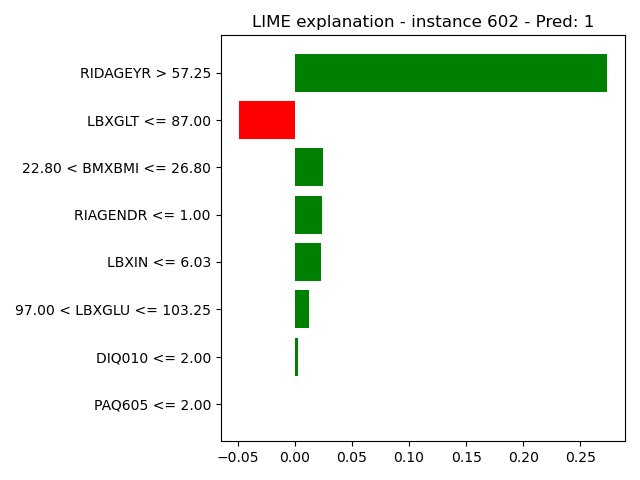 LIME explanation - instance 602 - Pred: 1
RIDAGEYR > 57.25
LBXGLT <= 87.00
22.80 < BMXBMI <= 26.80
RIAGENDR <= 1.00
LBXIN <= 6.03
97.00 < LBXGLU <= 103.25
DIQ010 <= 2.00
PAQ605 <= 2.00
−0.05 0.00 0.05 0.10 0.15 0.20 0.25